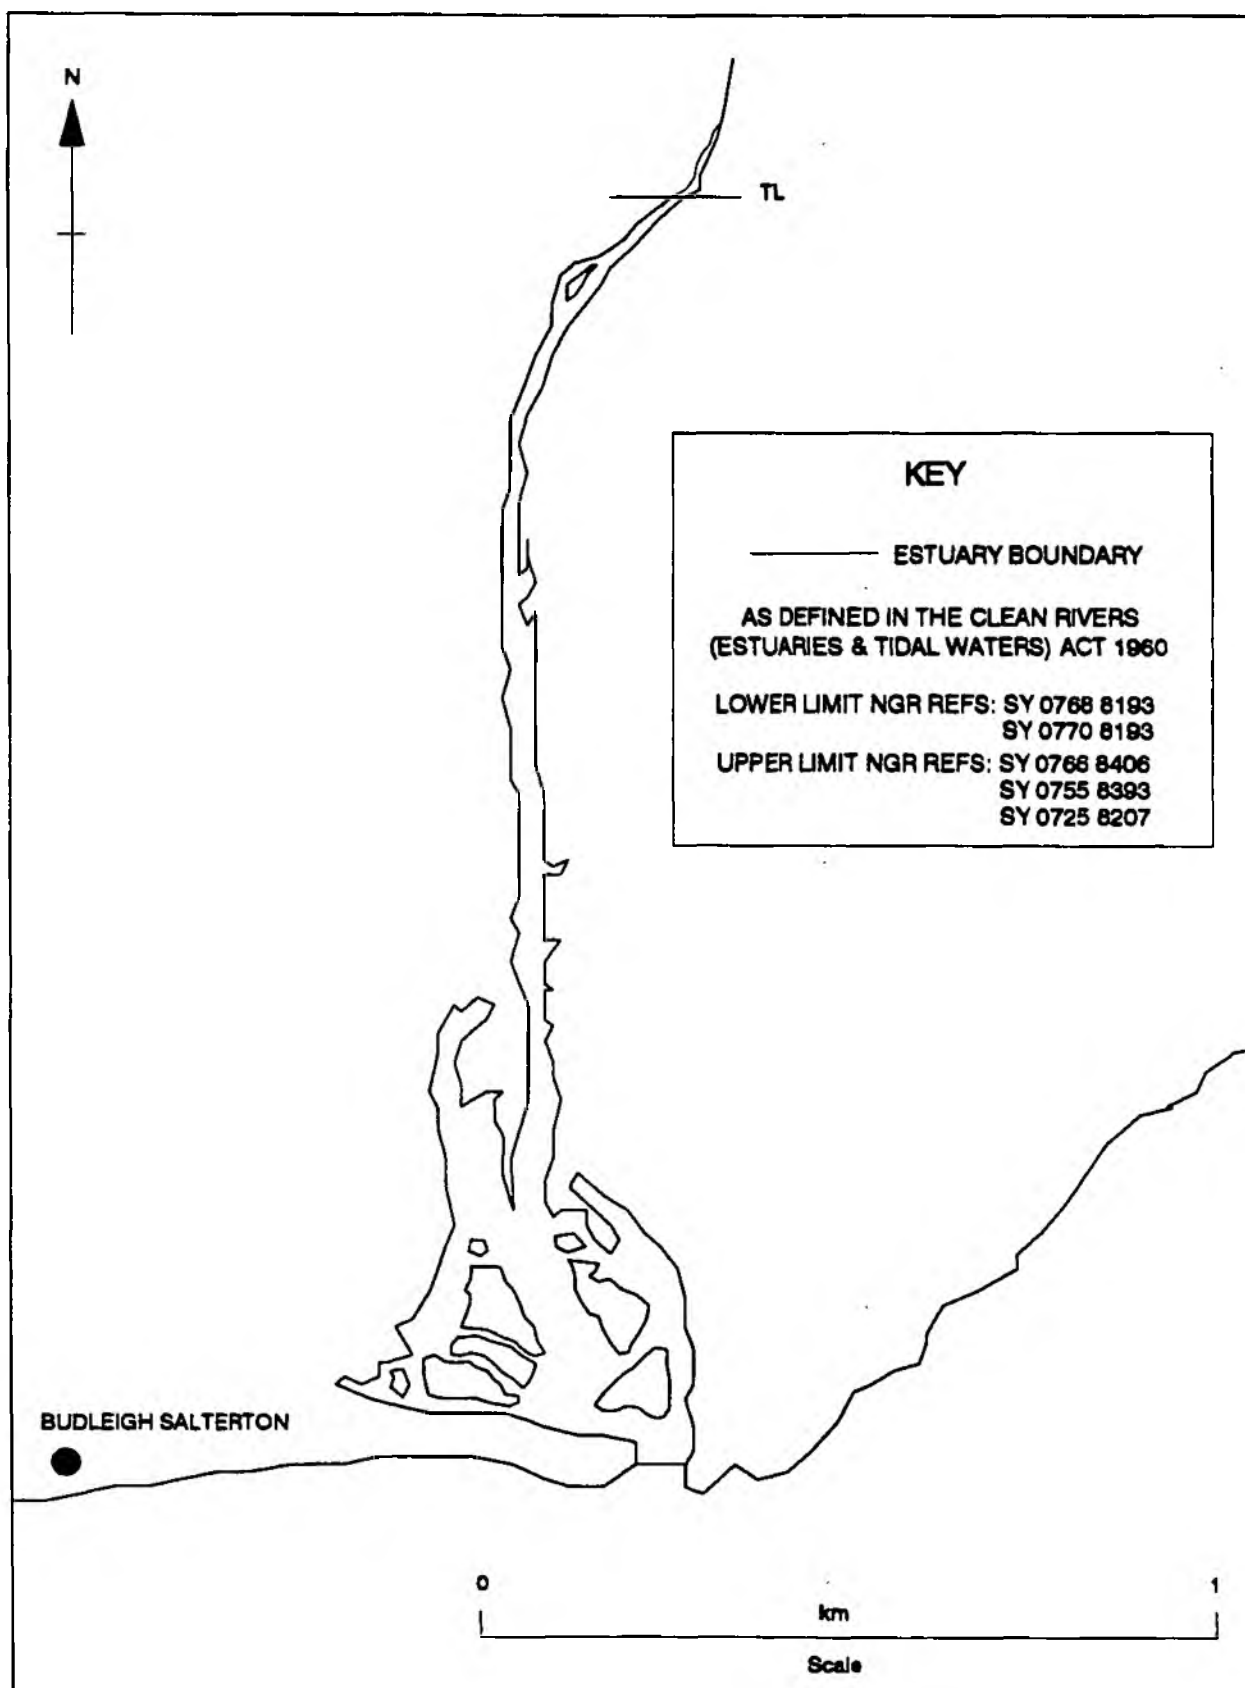 N
TL
KEY
ESTUARY BOUNDARY
AS DEFINED IN THE CLEAN RIVERS
(ESTUARIES & TIDAL WATERS) ACT 1960
LOWER LIMIT NGR REFS: SY 0768 8193
SY 0770 8193
UPPER LIMIT NGR REFS: SY 0766 8406
SY 0755 8393
SY 0725 8207
BUDLEIGH SALTERTON
0 1
km
Scale